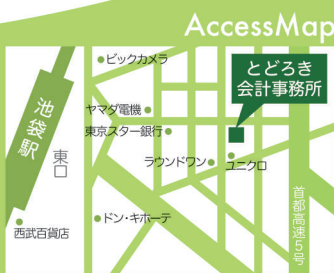 AccessMap
ビックカメラ
とどろき
会計事務所
池袋駅
ヤマダ電機
東京スター銀行
東口
ラウンドワン
ユニクロ
首都高速5号
ドン・キホーテ
西武百貨店